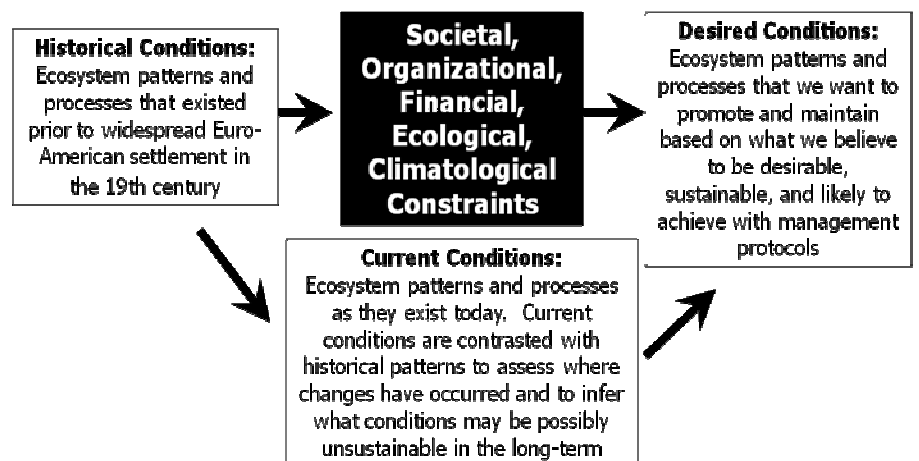 Historical Conditions:
Ecosystem patterns and
processes that existed
prior to widespread Euro-
American settlement in
the 19th century
Societal,
Organizational,
Financial,
Ecological,
Climatological
Constraints
Desired Conditions:
Ecosystem patterns and
processes that we want to
promote and maintain
based on what we believe
to be desirable,
sustainable, and likely to
achieve with management
protocols
Current Conditions:
Ecosystem patterns and processes
as they exist today. Current
conditions are contrasted with
historical patterns to assess where
changes have occurred and to infer
what conditions may be possibly
unsustainable in the long-term